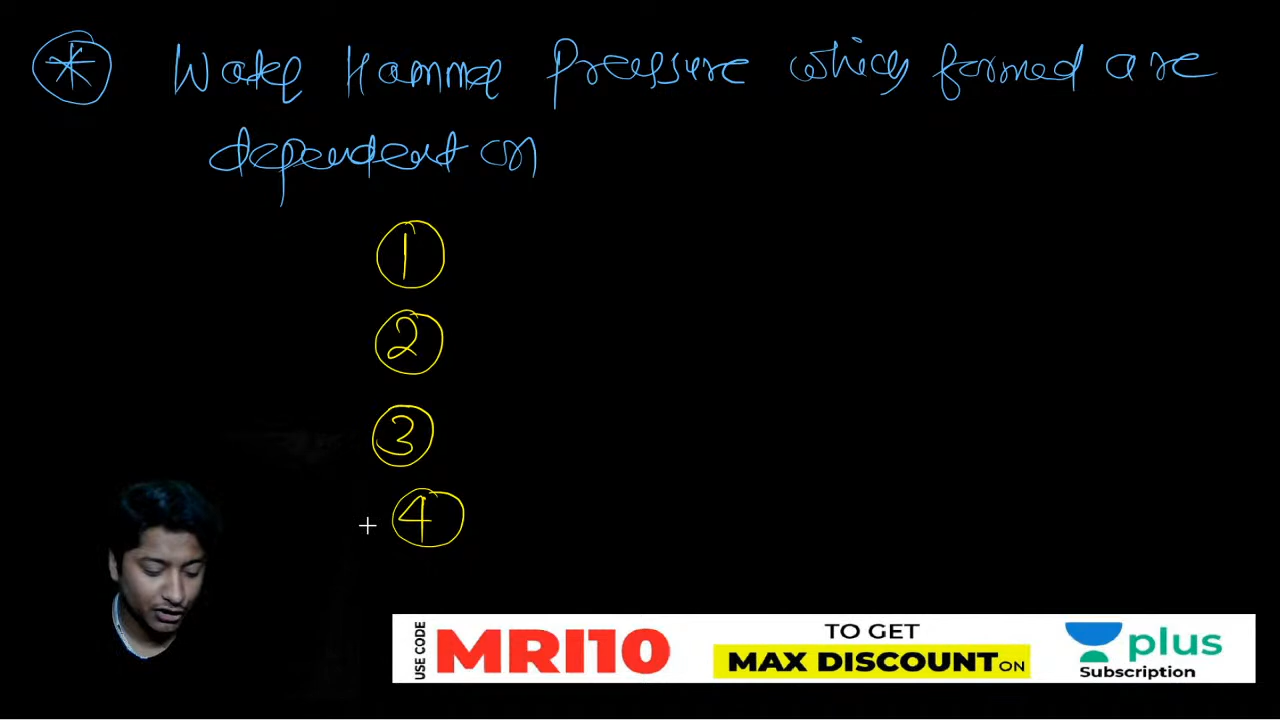 * Water Hammer Pressure which formed are
dependent on
1
2
3
4
USE CODE
MRI10
TO GET
MAX DISCOUNT ON
plus
Subscription